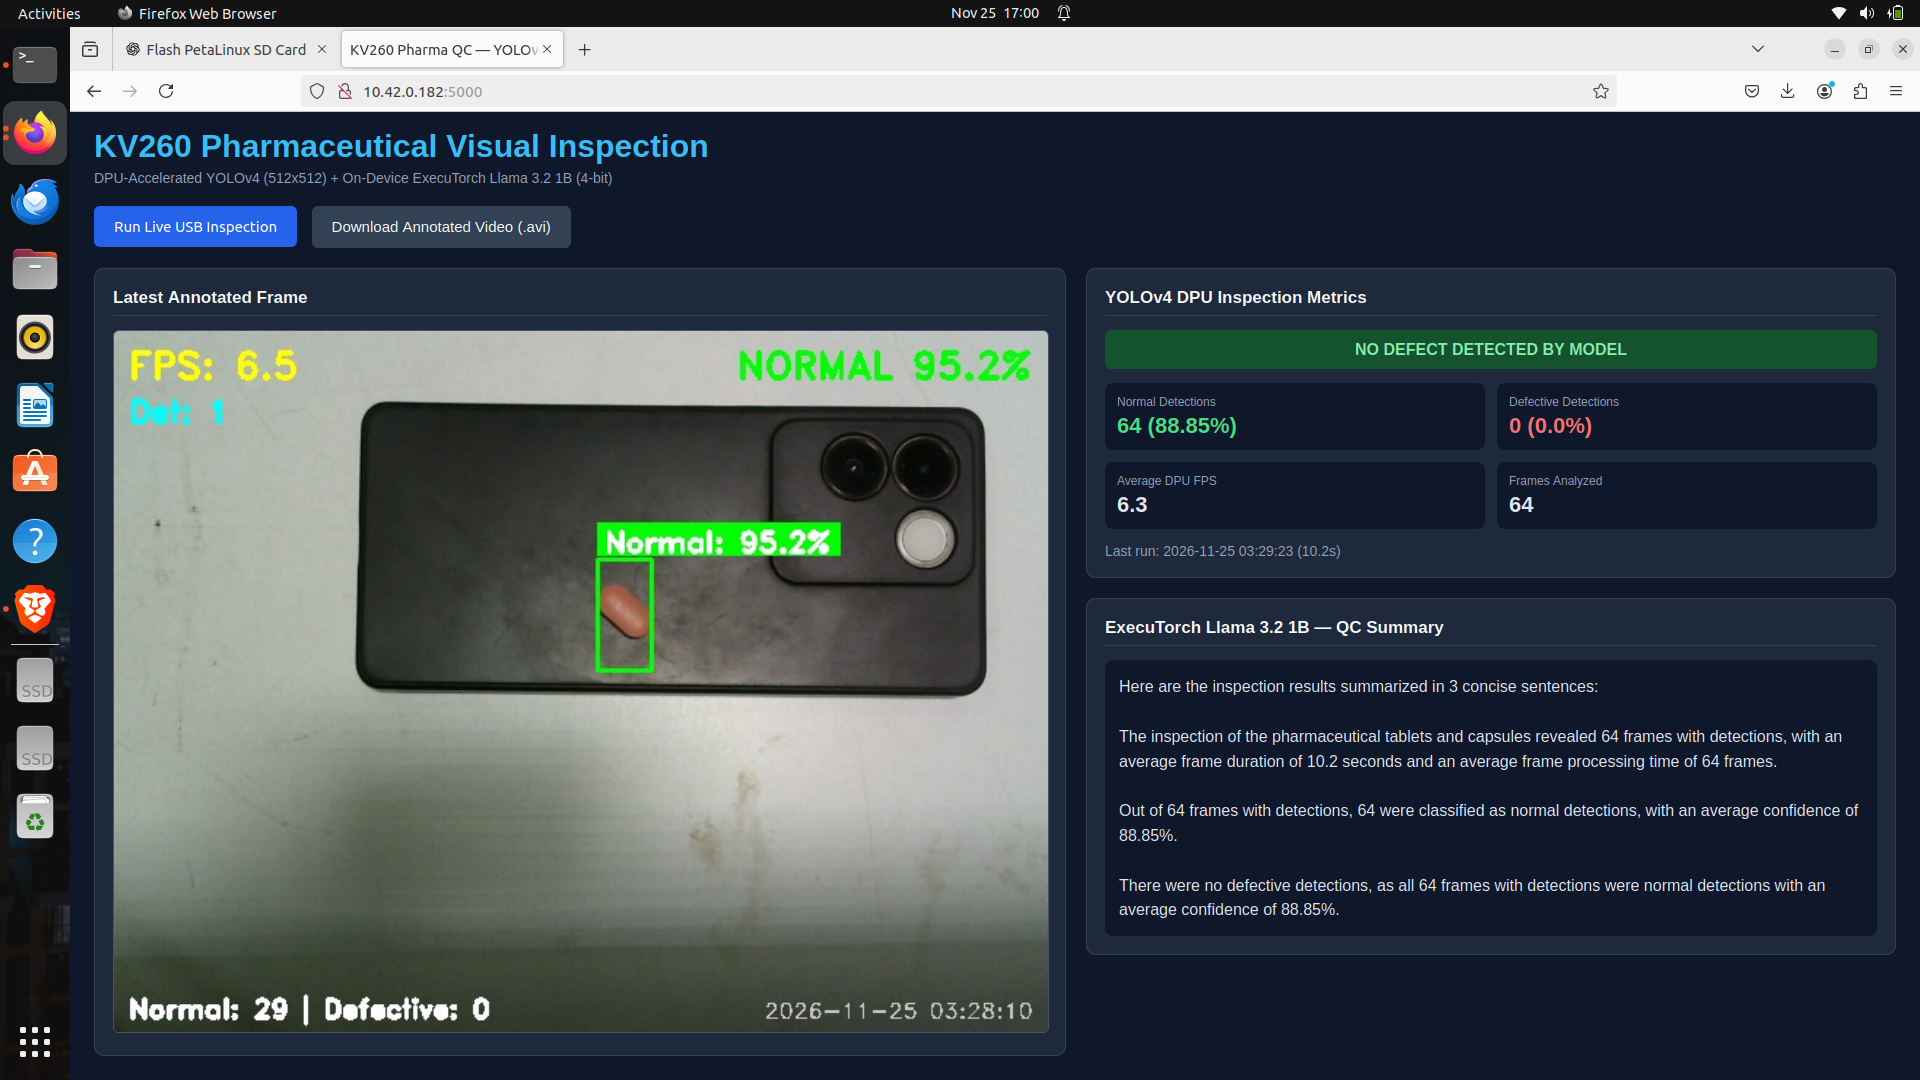 Activities
Firefox Web Browser
Nov 25 17:00
Flash PetaLinux SD Card
KV260 Pharma QC — YOLOv
10.42.0.182:5000
KV260 Pharmaceutical Visual Inspection
DPU-Accelerated YOLOv4 (512x512) + On-Device ExecuTorch Llama 3.2 1B (4-bit)
Run Live USB Inspection
Download Annotated Video (.avi)
Latest Annotated Frame
FPS: 6.5
NORMAL 95.2%
Det: 1
Normal: 95.2%
Normal: 29 | Defective: 0
2026-11-25 03:28:10
YOLOv4 DPU Inspection Metrics
NO DEFECT DETECTED BY MODEL
Normal Detections
64 (88.85%)
Defective Detections
0 (0.0%)
Average DPU FPS
6.3
Frames Analyzed
64
Last run: 2026-11-25 03:29:23 (10.2s)
ExecuTorch Llama 3.2 1B — QC Summary
Here are the inspection results summarized in 3 concise sentences:
The inspection of the pharmaceutical tablets and capsules revealed 64 frames with detections, with an
average frame duration of 10.2 seconds and an average frame processing time of 64 frames.
Out of 64 frames with detections, 64 were classified as normal detections, with an average confidence of
88.85%.
There were no defective detections, as all 64 frames with detections were normal detections with an
average confidence of 88.85%.
SSD
SSD